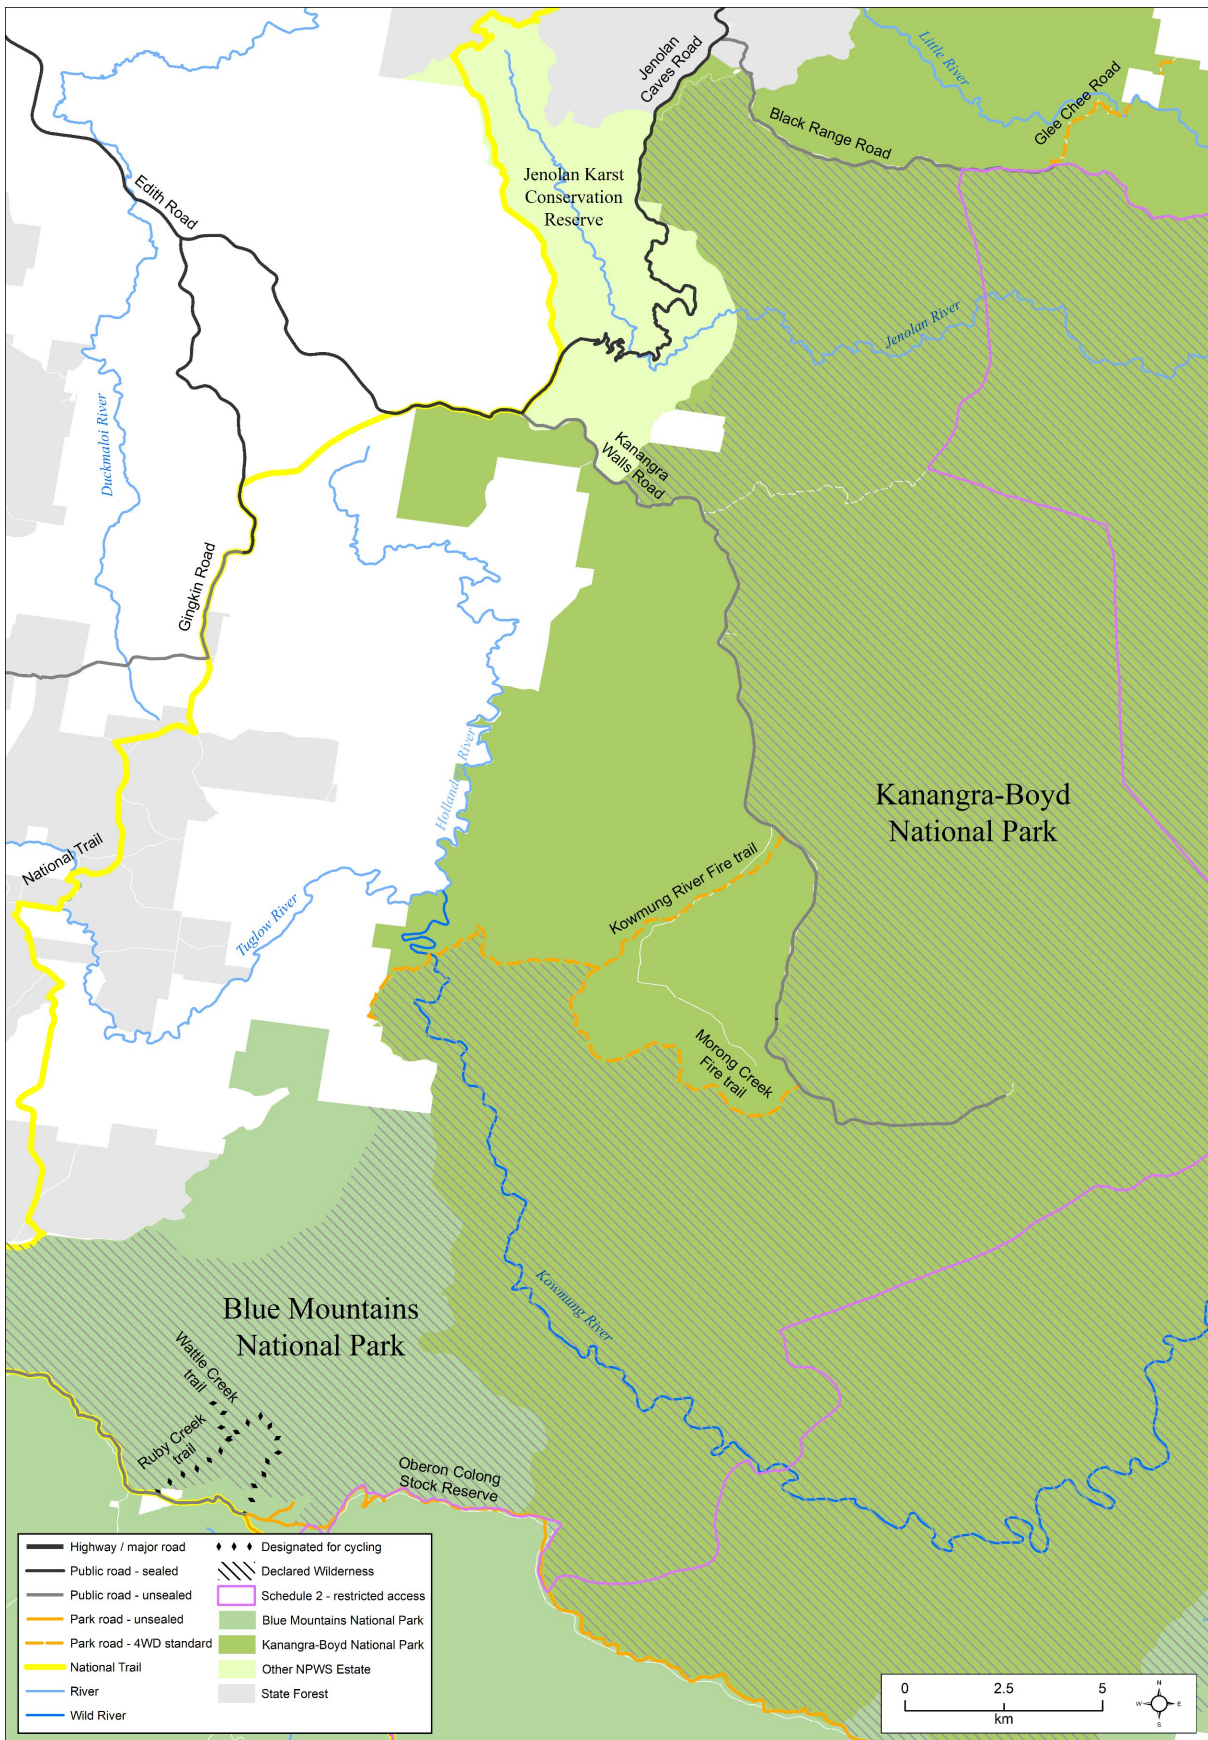 Little River
Jenolan
Caves Road
Glee Chee Road
Black Range Road
Jenolan Karst
Conservation
Reserve
Edith Road
Jenolan River
Duckmaloi River
Kanangra
Walls Road
Gingkin Road
Hollanders River
Kanangra-Boyd
National Park
National Trail
Kowmung River Fire trail
Tuglow River
Morong Creek
Fire trail
Kowmung River
Blue Mountains
National Park
Wattle Creek
trail
Ruby Creek
trail
Oberon Colong
Stock Reserve
Highway / major road
Public road - sealed
Public road - unsealed
Park road - unsealed
Park road - 4WD standard
National Trail
River
Wild River
Designated for cycling
Declared Wilderness
Schedule 2 - restricted access
Blue Mountains National Park
Kanangra-Boyd National Park
Other NPWS Estate
State Forest
0 2.5 5
km
N
W E
S